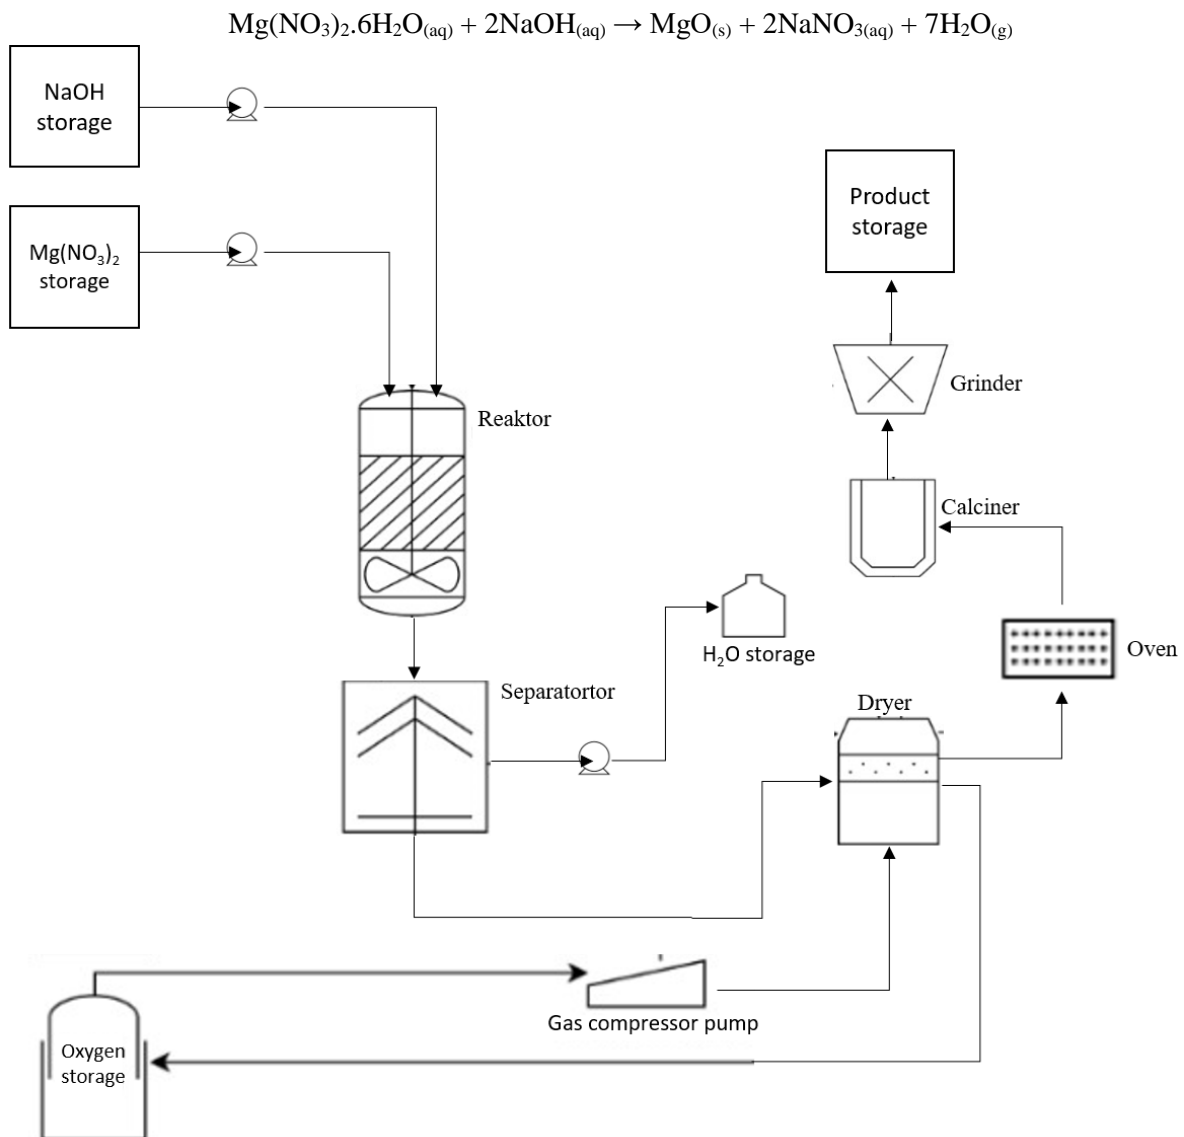 Mg(NO₃)₂.6H₂O₍aq₎ + 2NaOH₍aq₎ → MgO₍s₎ + 2NaNO₃₍aq₎ + 7H₂O₍g₎
NaOH
storage
Mg(NO₃)₂
storage
Product
storage
Grinder
Reaktor
Calciner
H₂O storage
Oven
Separatortor
Dryer
Gas compressor pump
Oxygen
storage